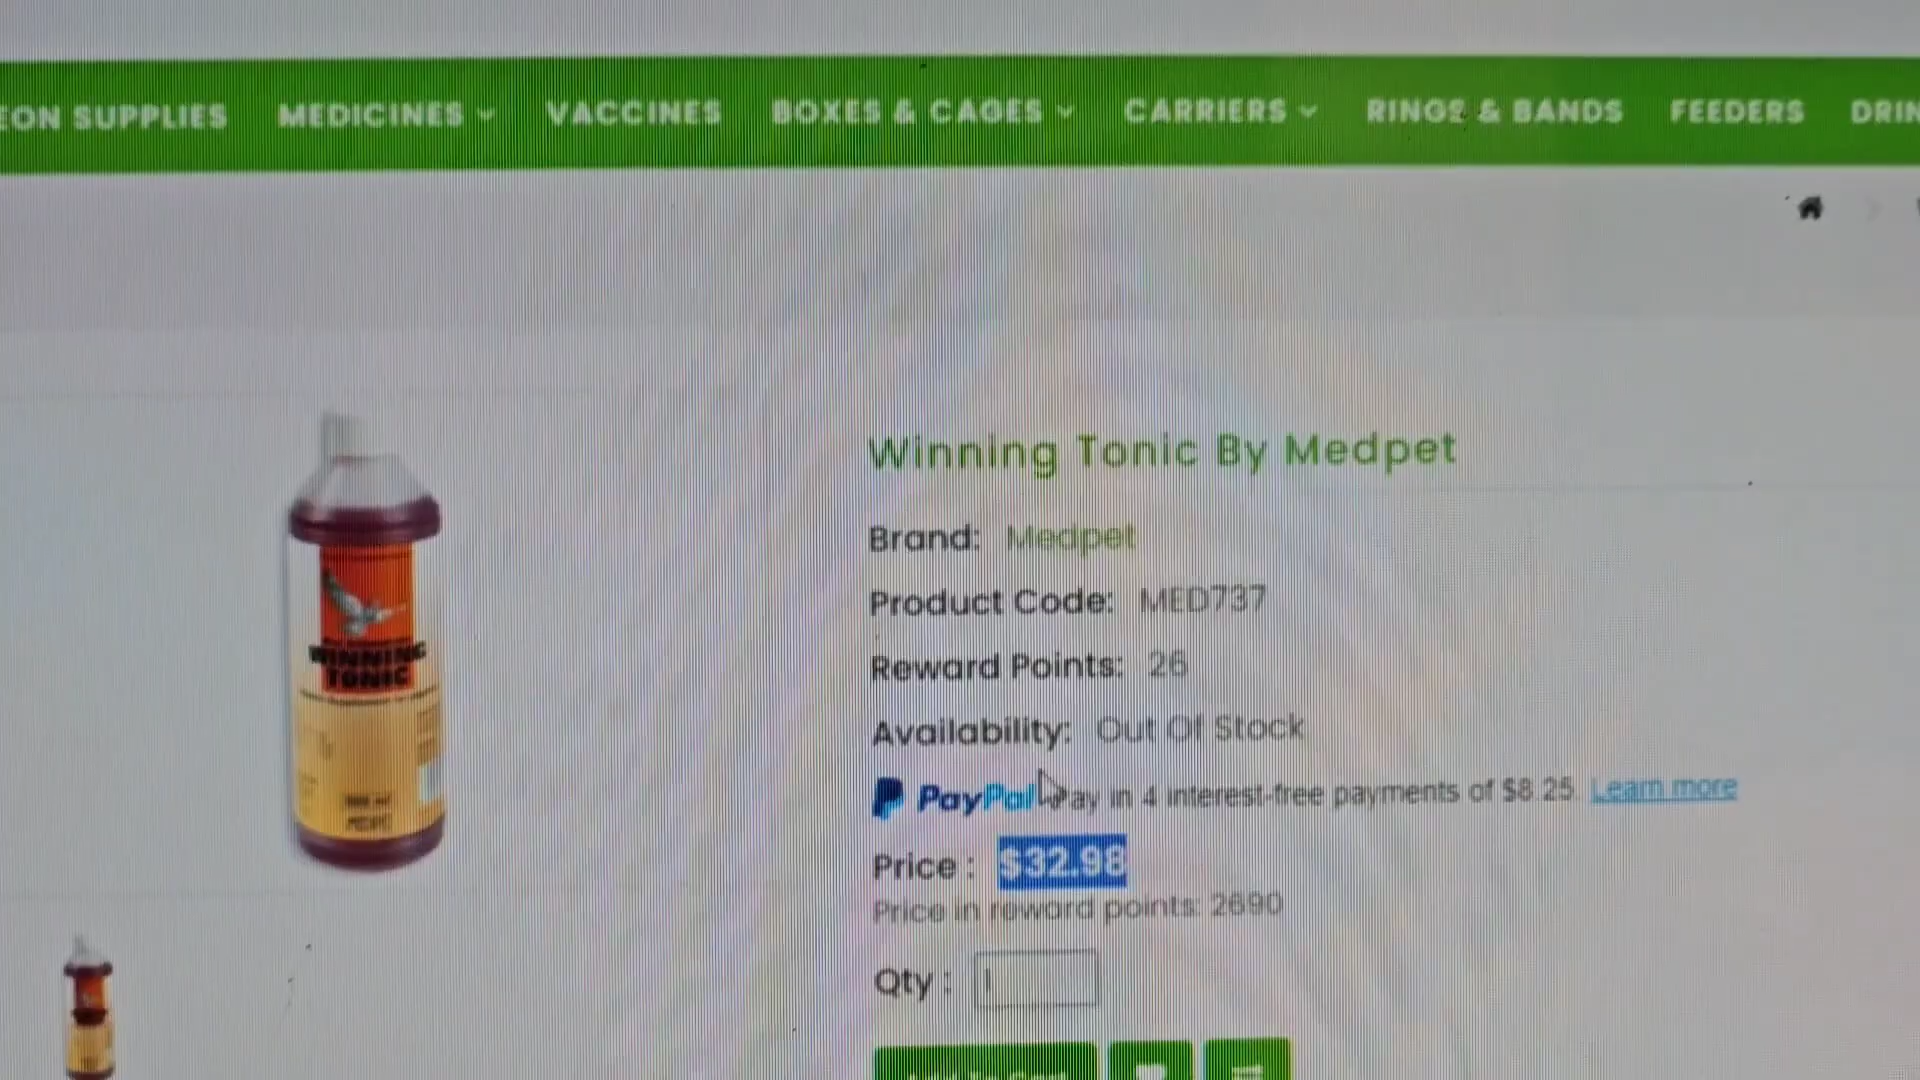 EON SUPPLIES MEDICINES VACCINES BOXES & CAGES CARRIERS RINGS & BANDS FEEDERS DRIN
Winning Tonic By Medpet
Brand: Medpet
Product Code: MED737
Reward Points: 26
Availability: Out Of Stock
PayPal Pay in 4 interest-free payments of $8.25. Learn more
Price : $32.98
Price in reward points: 2690
Qty : 1
WINNING
TONIC